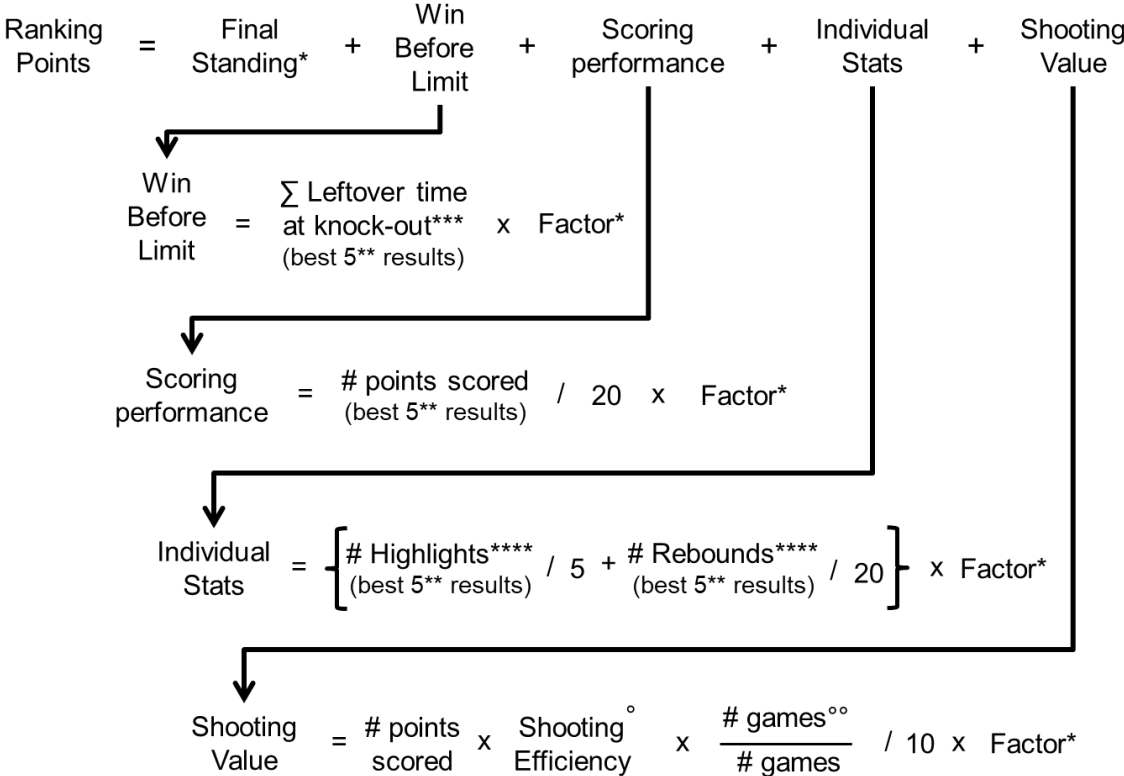 Ranking Points = Final Standing* + Win Before Limit + Scoring performance + Individual Stats + Shooting Value
Win Before Limit = ∑ Leftover time at knock-out*** (best 5** results) x Factor*
Scoring performance = # points scored (best 5** results) / 20 x Factor*
Individual Stats = { # Highlights**** (best 5** results) / 5 + # Rebounds**** (best 5** results) / 20 } x Factor*
Shooting Value = # points scored x Shooting° Efficiency x # games°° / # games / 10 x Factor*